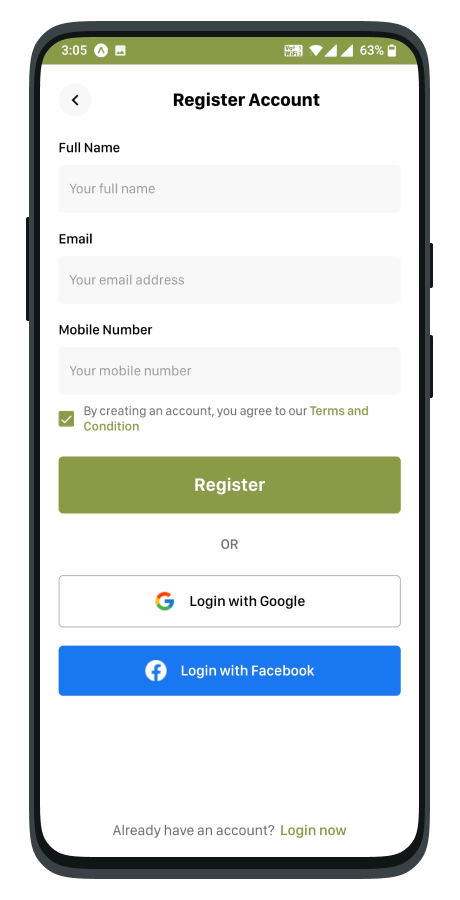 3:05 63%
Register Account
Full Name
Your full name
Email
Your email address
Mobile Number
Your mobile number
By creating an account, you agree to our Terms and
Condition
Register
OR
Login with Google
Login with Facebook
Already have an account? Login now